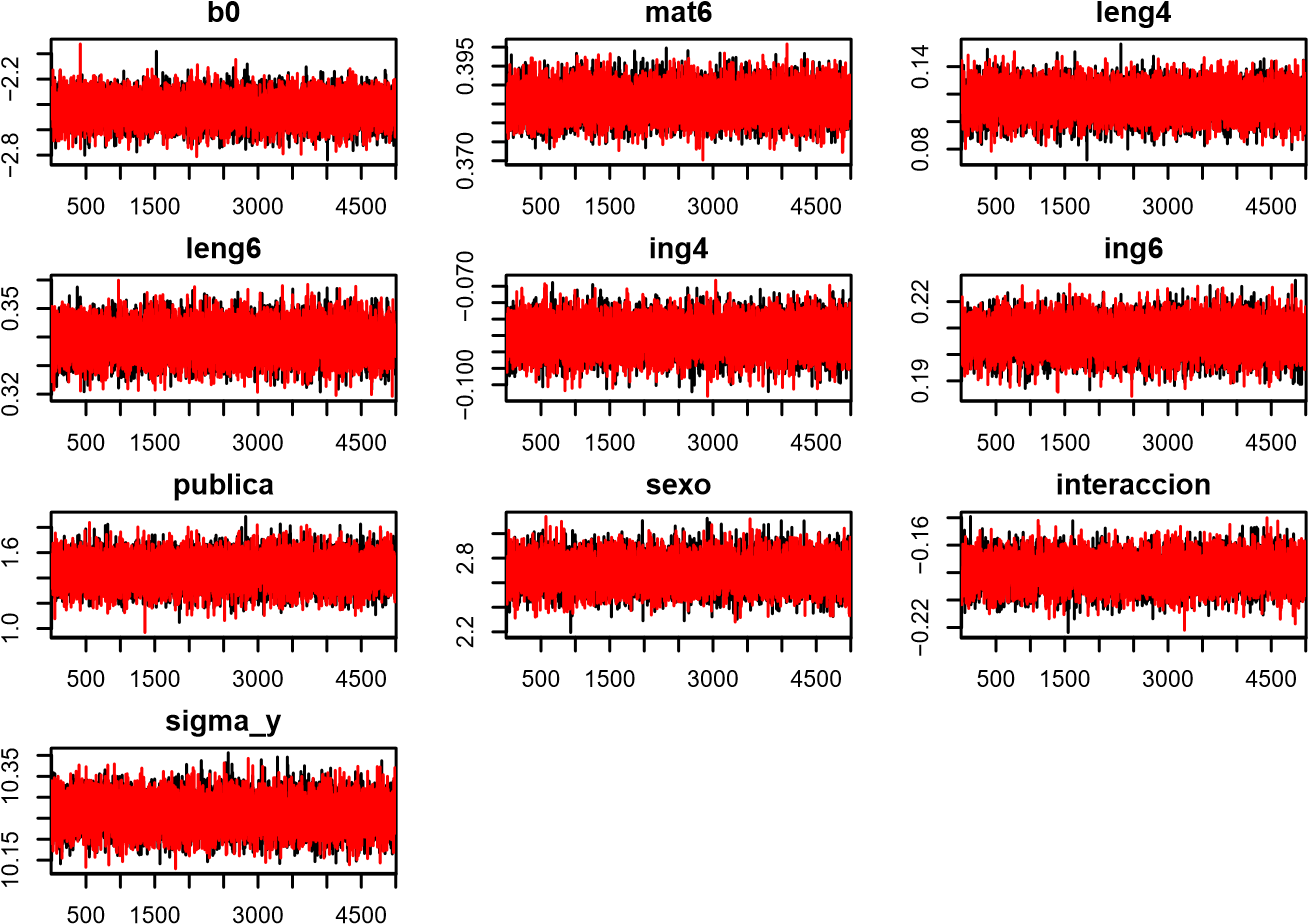 b0
−2.8 −2.2
500 1500 3000 4500
mat6
0.370 0.395
500 1500 3000 4500
leng4
0.08 0.14
500 1500 3000 4500
leng6
0.32 0.35
500 1500 3000 4500
ing4
−0.100 −0.070
500 1500 3000 4500
ing6
0.19 0.22
500 1500 3000 4500
publica
1.0 1.6
500 1500 3000 4500
sexo
2.2 2.8
500 1500 3000 4500
interaccion
−0.22 −0.16
500 1500 3000 4500
sigma_y
10.15 10.35
500 1500 3000 4500